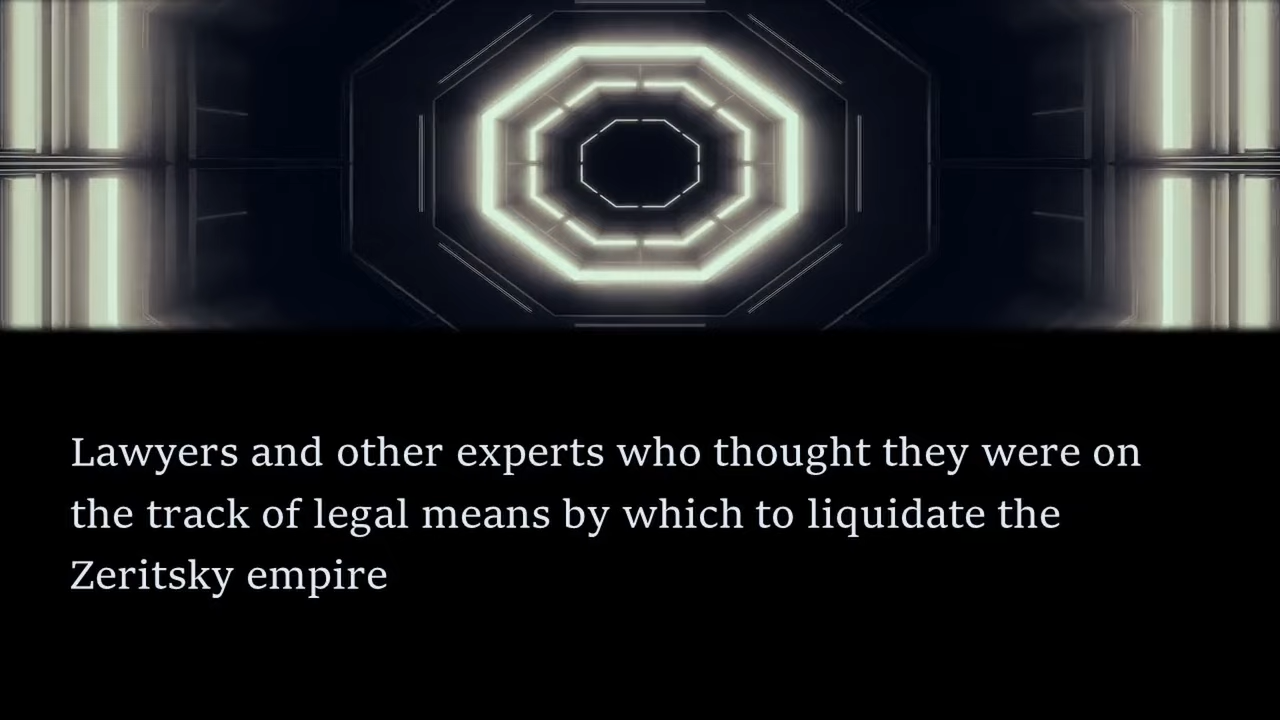 Lawyers and other experts who thought they were on
the track of legal means by which to liquidate the
Zeritsky empire